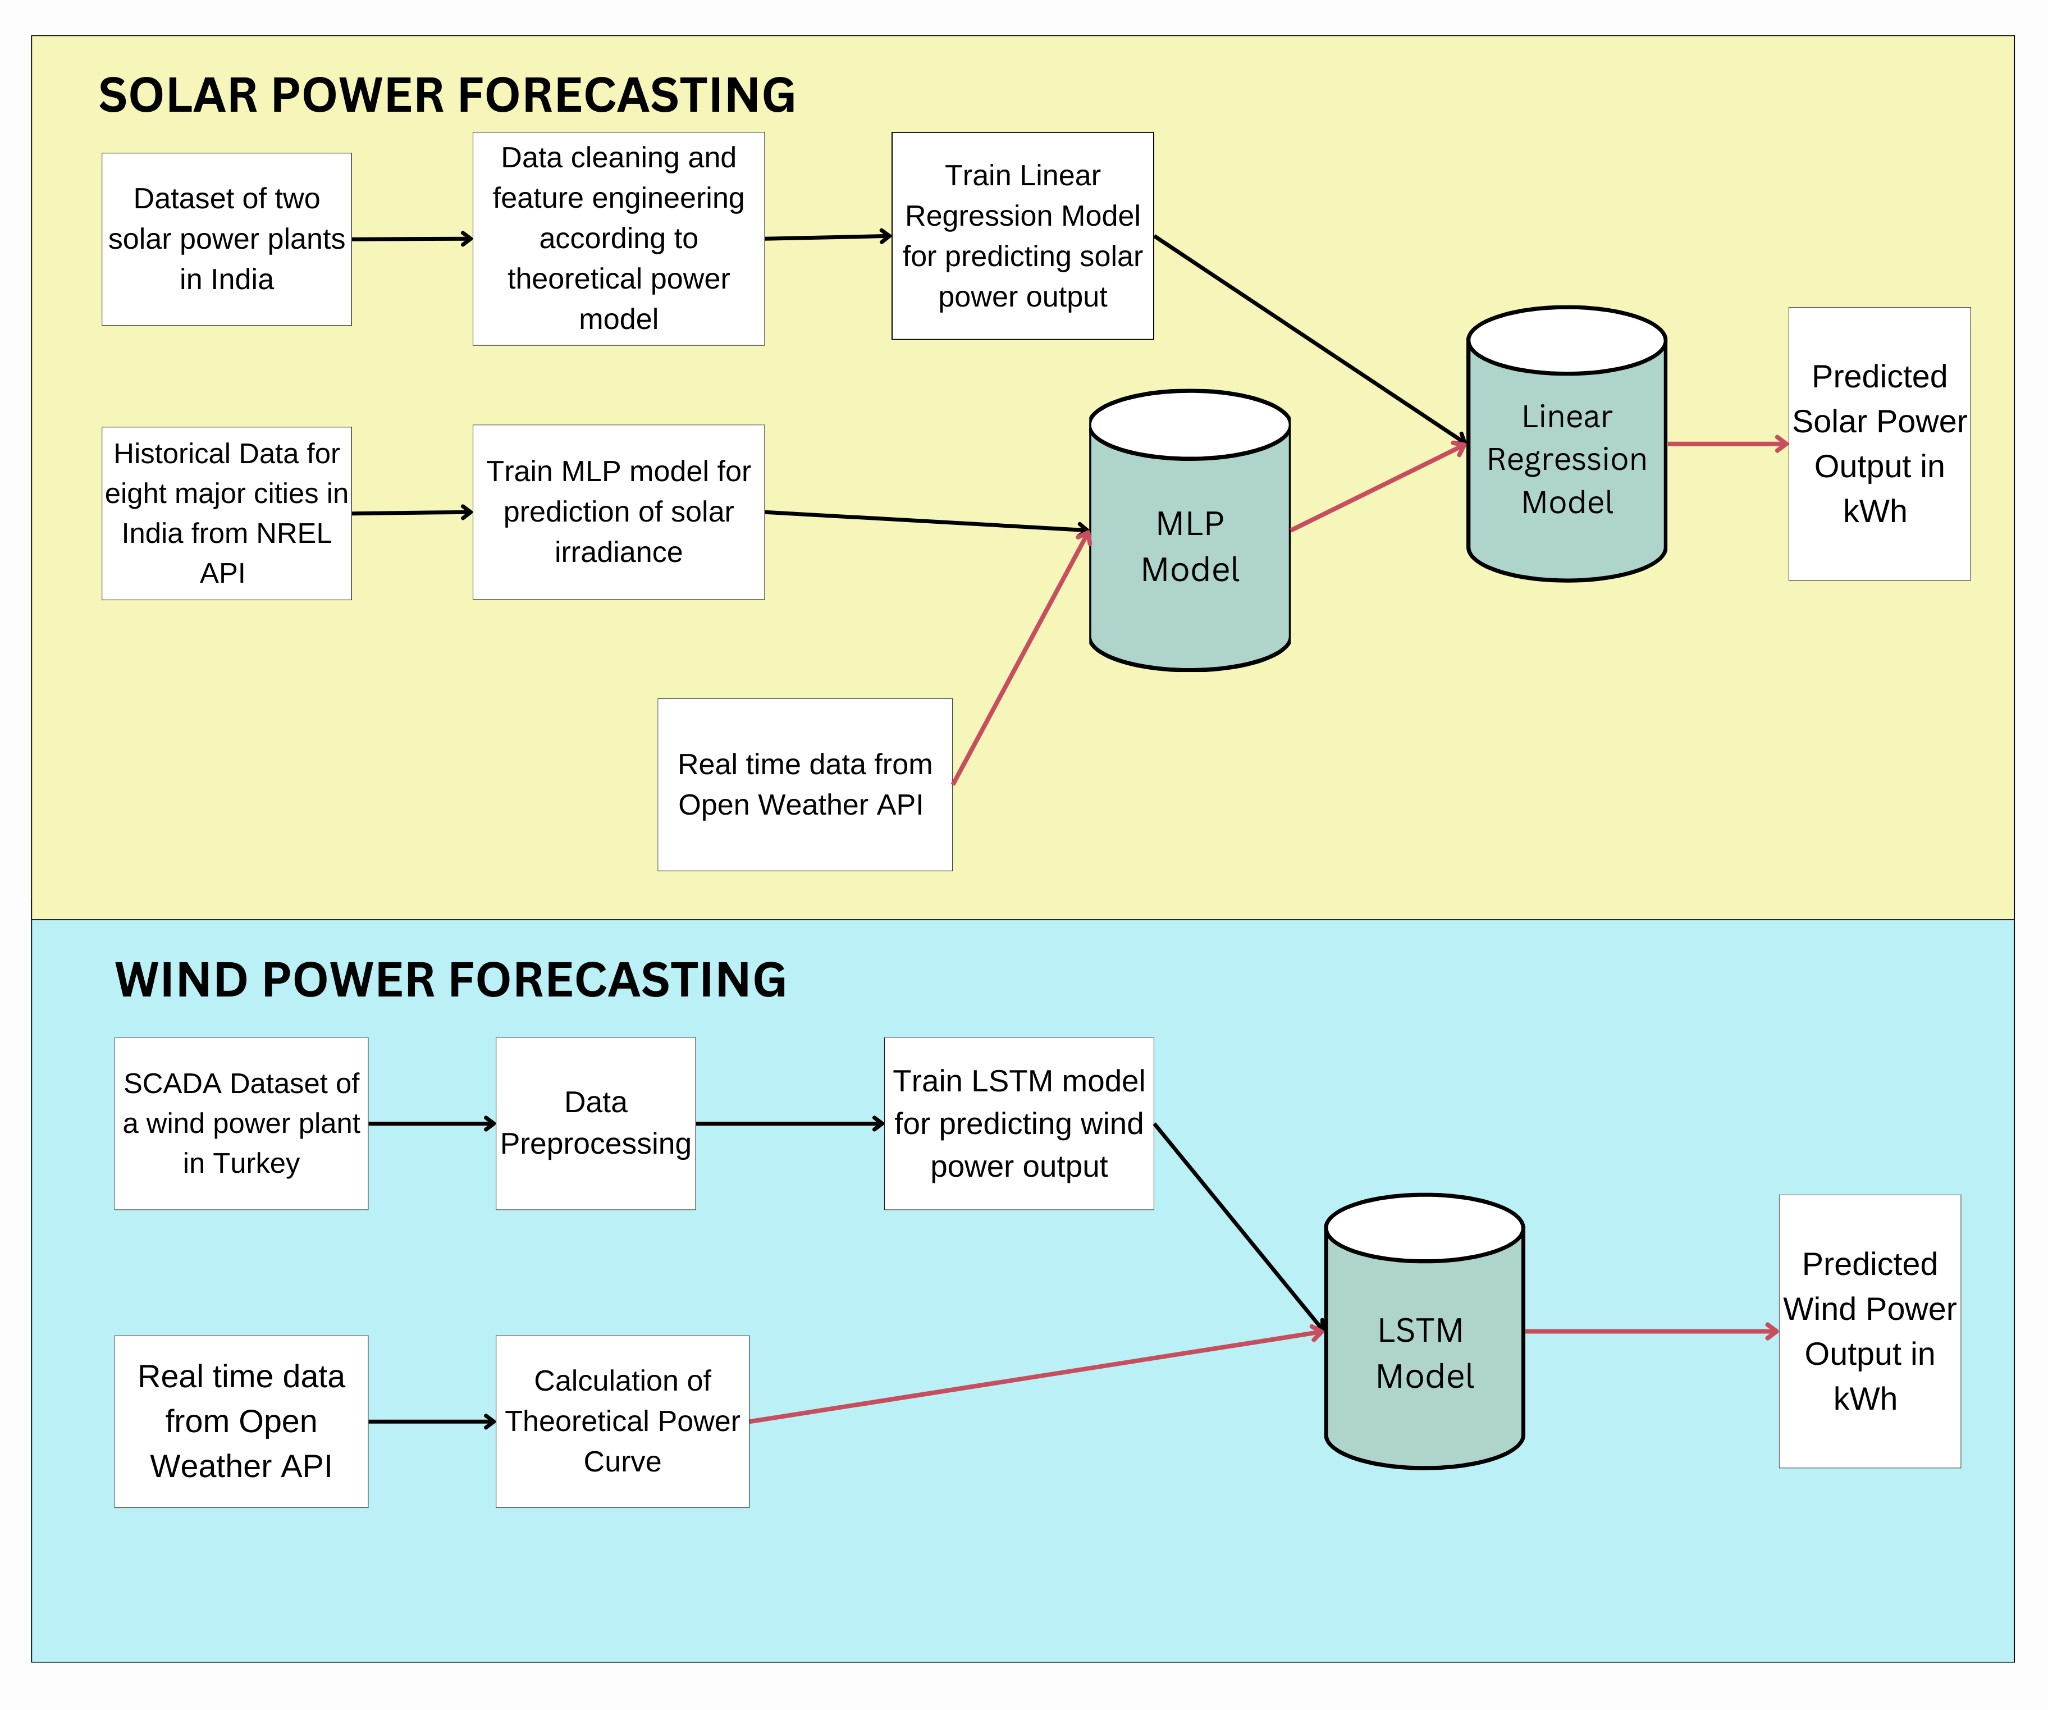 SOLAR POWER FORECASTING
Dataset of two
solar power plants
in India
Data cleaning and
feature engineering
according to
theoretical power
model
Train Linear
Regression Model
for predicting solar
power output
Historical Data for
eight major cities in
India from NREL
API
Train MLP model for
prediction of solar
irradiance
MLP
Model
Linear
Regression
Model
Predicted
Solar Power
Output in
kWh
Real time data from
Open Weather API
WIND POWER FORECASTING
SCADA Dataset of
a wind power plant
in Turkey
Data
Preprocessing
Train LSTM model
for predicting wind
power output
Real time data
from Open
Weather API
Calculation of
Theoretical Power
Curve
LSTM
Model
Predicted
Wind Power
Output in
kWh